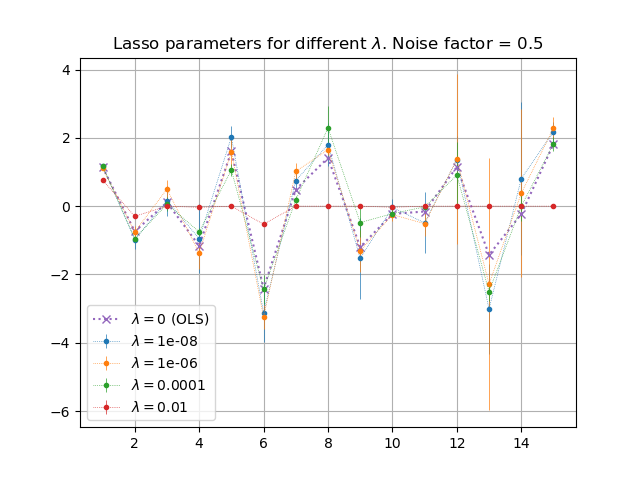 Lasso parameters for different λ. Noise factor = 0.5
4
2
0
−2
−4
−6
λ = 0 (OLS)
λ = 1e-08
λ = 1e-06
λ = 0.0001
λ = 0.01
2 4 6 8 10 12 14